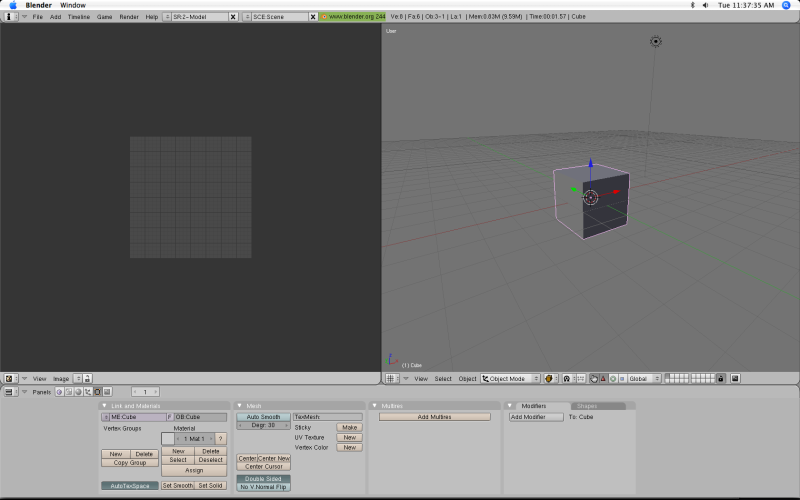 Blender Window Tue 11:37:35 AM
File Add Timeline Game Render Help SR:2-Model SCE:Scene www.blender.org 244 Ve:8 | Fa:6 | Ob:3-1 | La:1 | Mem:0.83M (9.59M) | Time:00:01.57 | Cube
User
(1) Cube
View Image
View Select Object Object Mode Global
Panels 1
Link and Materials
ME:Cube F OB:Cube
Vertex Groups Material
1 Mat 1 ?
New Delete New Delete
Copy Group Select Deselect
Assign
AutoTexSpace Set Smooth Set Solid
Mesh
Auto Smooth TexMesh:
Degr: 30 Sticky Make
UV Texture New
Vertex Color New
Center Center New
Center Cursor
Double Sided
No V.Normal Flip
Multires
Add Multires
Modifiers Shapes
Add Modifier To: Cube